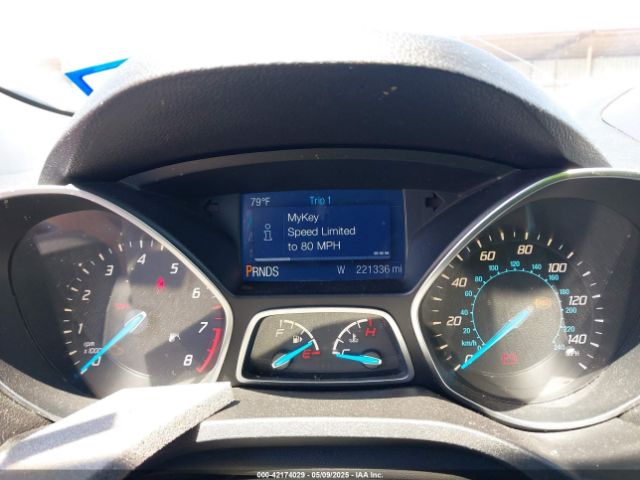 79°F Trip 1
MyKey
Speed Limited
to 80 MPH
PRNDS W 221336 mi
0 1 2 3 4 5 6 7 8
rpm
x1000
F E
C H
0 20 40 60 80 100 120 140
MPH
km/h
20 40 60 80 100 120 140 160 180 200 220 240
000-42174029 | 05/09/2025 | IAA Inc.